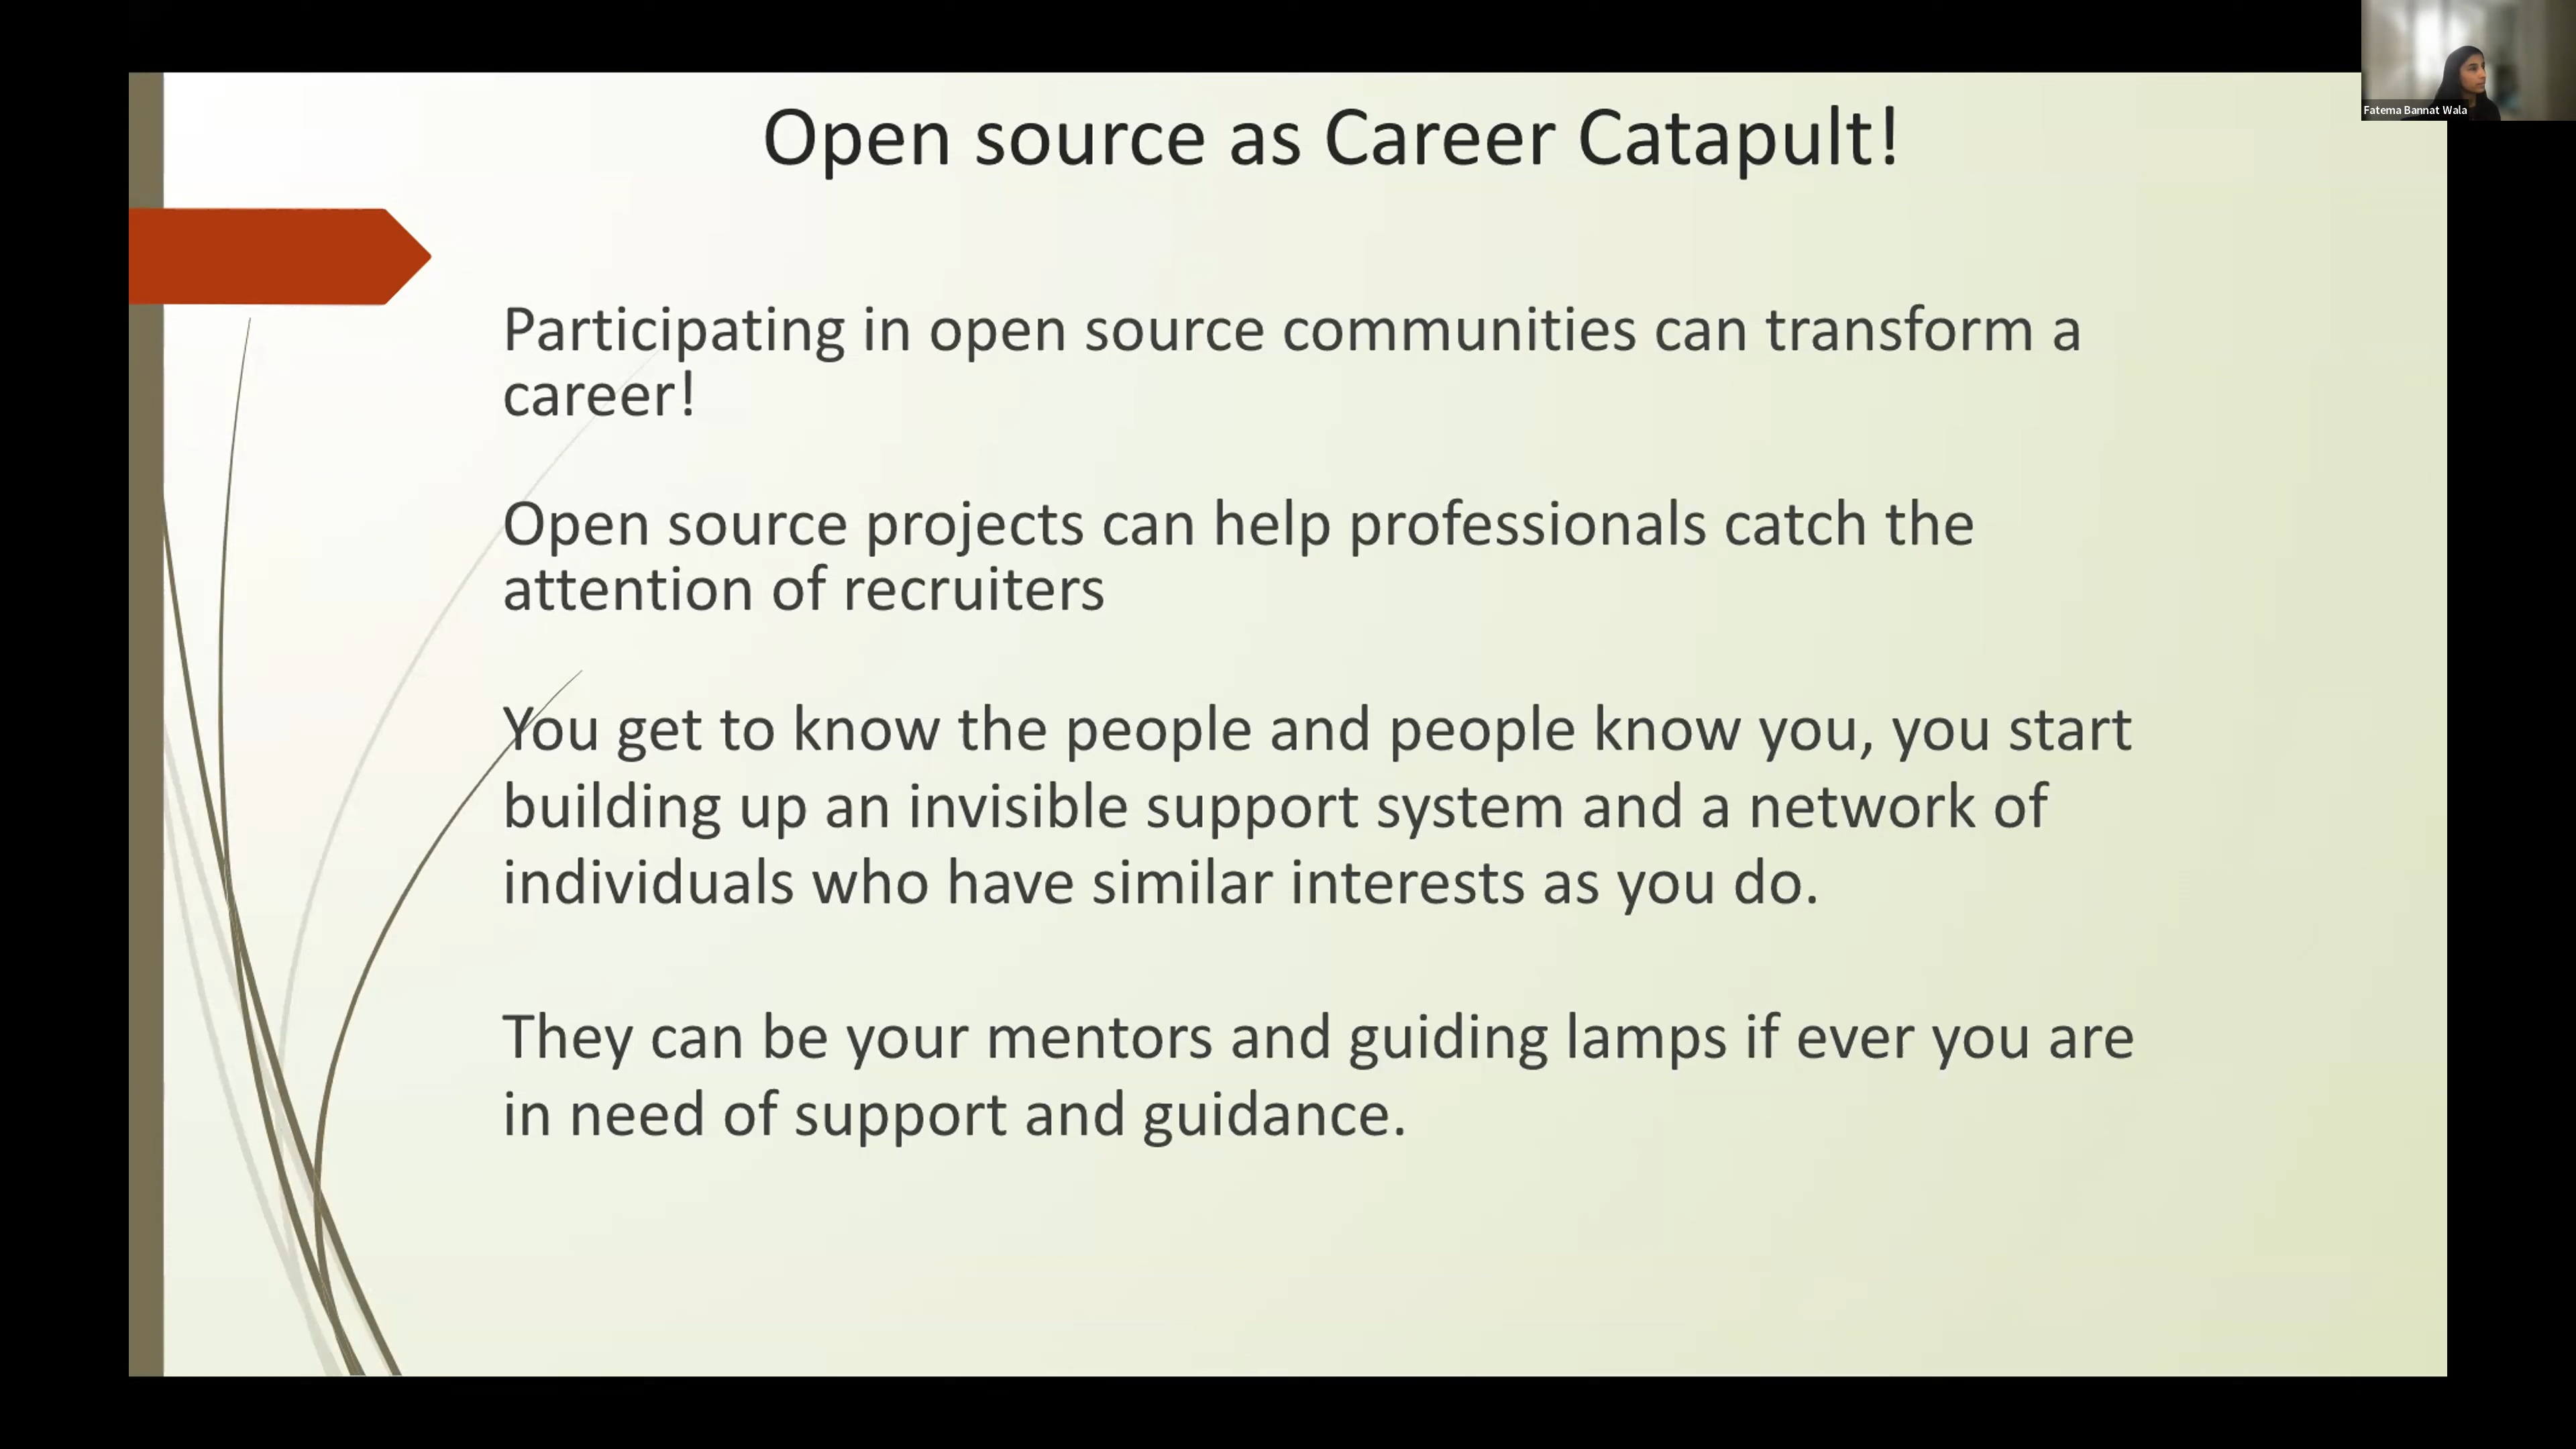 Open source as Career Catapult!
Fatema Bannat Wala
Participating in open source communities can transform a
career!
Open source projects can help professionals catch the
attention of recruiters
You get to know the people and people know you, you start
building up an invisible support system and a network of
individuals who have similar interests as you do.
They can be your mentors and guiding lamps if ever you are
in need of support and guidance.